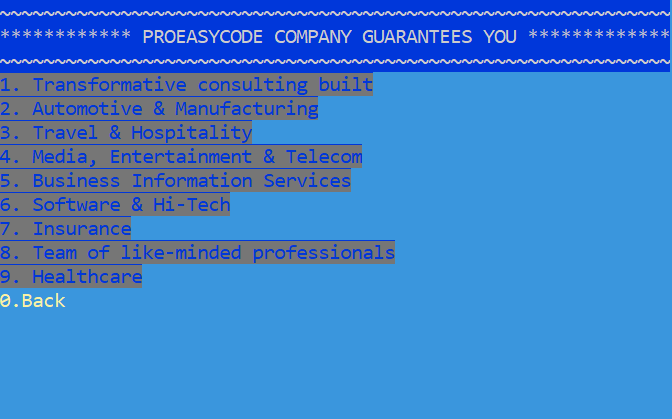 ~~~~~~~~~~~~~~~~~~~~~~~~~~~~~~~~~~~~~~~~~~~~~~~~~~~~~~~~~~~~~
************ PROEASYCODE COMPANY GUARANTEES YOU *************
~~~~~~~~~~~~~~~~~~~~~~~~~~~~~~~~~~~~~~~~~~~~~~~~~~~~~~~~~~~~~
1. Transformative consulting built
2. Automotive & Manufacturing
3. Travel & Hospitality
4. Media, Entertainment & Telecom
5. Business Information Services
6. Software & Hi-Tech
7. Insurance
8. Team of like-minded professionals
9. Healthcare
0.Back